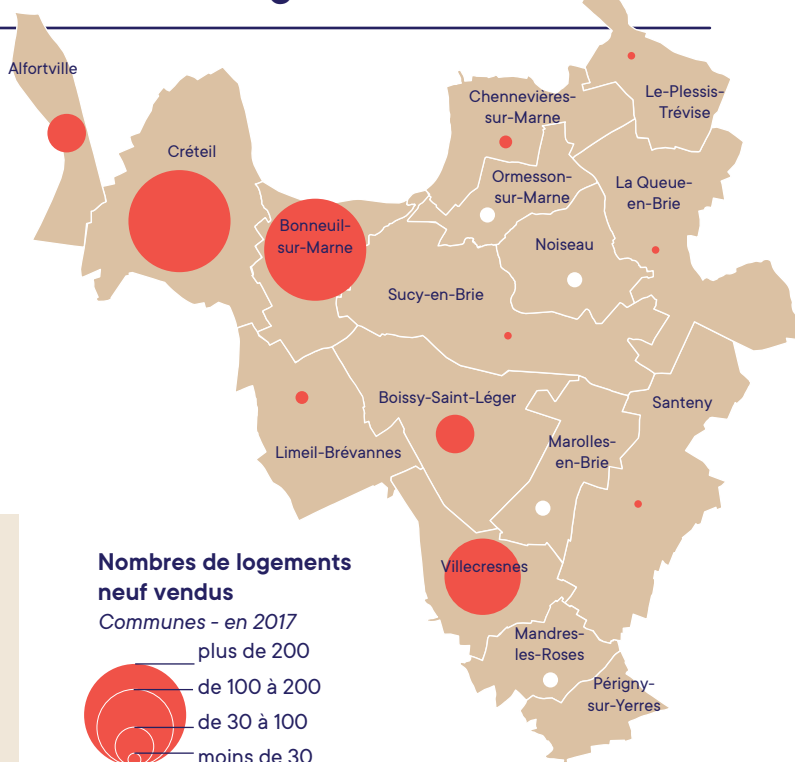 Alfortville
Créteil
Chennevières-
sur-Marne
Le-Plessis-
Trévise
Ormesson-
sur-Marne
La Queue-
en-Brie
Bonneuil-
sur-Marne
Noiseau
Sucy-en-Brie
Boissy-Saint-Léger
Santeny
Limeil-Brévannes
Marolles-
en-Brie
Villecresnes
Mandres-
les-Roses
Périgny-
sur-Yerres
Nombres de logements
neuf vendus
Communes - en 2017
plus de 200
de 100 à 200
de 30 à 100
moins de 30